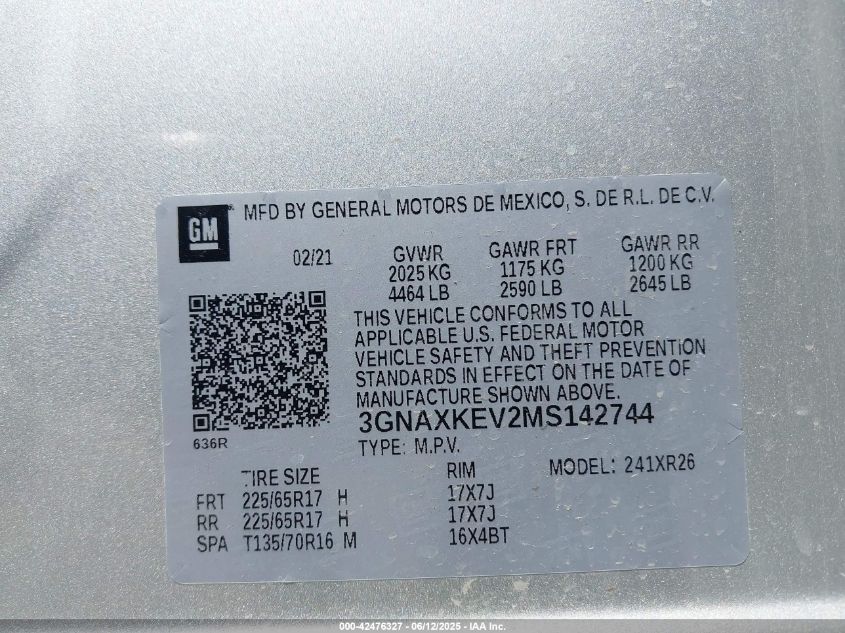 GM
MFD BY GENERAL MOTORS DE MEXICO, S. DE R.L. DE C.V.
02/21
GVWR GAWR FRT GAWR RR
2025 KG 1175 KG 1200 KG
4464 LB 2590 LB 2645 LB
THIS VEHICLE CONFORMS TO ALL
APPLICABLE U.S. FEDERAL MOTOR
VEHICLE SAFETY AND THEFT PREVENTION
STANDARDS IN EFFECT ON THE DATE OF
MANUFACTURE SHOWN ABOVE.
3GNAXKEV2MS142744
636R
TYPE: M.P.V.
TIRE SIZE RIM MODEL: 241XR26
FRT 225/65R17 H 17X7J
RR 225/65R17 H 17X7J
SPA T135/70R16 M 16X4BT
000-42476327 - 06/12/2025 - IAA Inc.